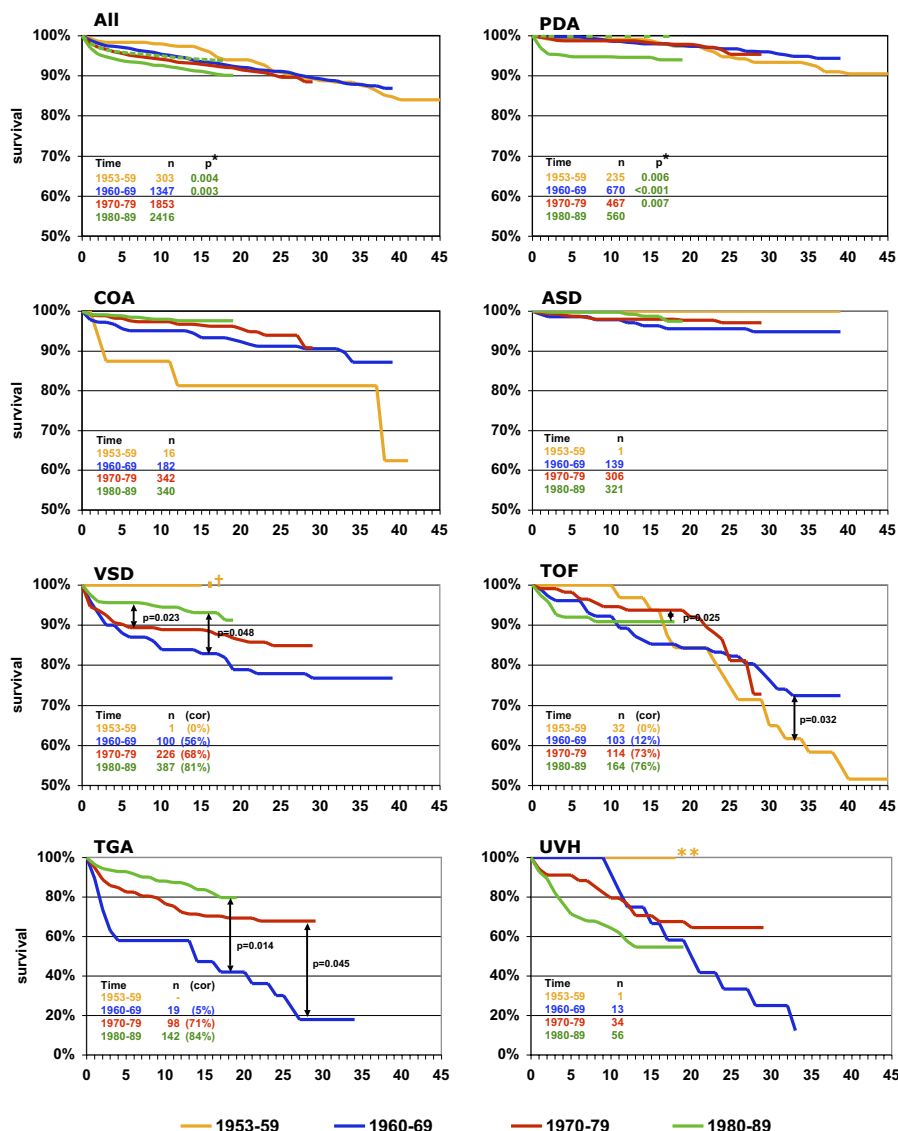 All
PDA
100%
90%
80%
70%
60%
50%
survival
Time n p*
1953-59 303 0.004
1960-69 1347 0.003
1970-79 1853
1980-89 2416
0 5 10 15 20 25 30 35 40 45
100%
90%
80%
70%
60%
50%
Time n p*
1953-59 235 0.006
1960-69 670 <0.001
1970-79 467 0.007
1980-89 560
0 5 10 15 20 25 30 35 40 45
COA
ASD
100%
90%
80%
70%
60%
50%
survival
Time n
1953-59 16
1960-69 182
1970-79 342
1980-89 340
0 5 10 15 20 25 30 35 40 45
100%
90%
80%
70%
60%
50%
Time n
1953-59 1
1960-69 139
1970-79 306
1980-89 321
0 5 10 15 20 25 30 35 40 45
VSD
TOF
100%
90%
80%
70%
60%
50%
survival
†
p=0.023
p=0.048
Time n (cor)
1953-59 1 (0%)
1960-69 100 (56%)
1970-79 226 (68%)
1980-89 387 (81%)
0 5 10 15 20 25 30 35 40 45
100%
90%
80%
70%
60%
50%
p=0.025
p=0.032
Time n (cor)
1953-59 32 (0%)
1960-69 103 (12%)
1970-79 114 (73%)
1980-89 164 (76%)
0 5 10 15 20 25 30 35 40 45
TGA
UVH
100%
80%
60%
40%
20%
0%
survival
p=0.014
p=0.045
Time n (cor)
1953-59 -
1960-69 19 (5%)
1970-79 98 (71%)
1980-89 142 (84%)
0 5 10 15 20 25 30 35 40 45
100%
80%
60%
40%
20%
0%
**
Time n
1953-59 1
1960-69 13
1970-79 34
1980-89 56
0 5 10 15 20 25 30 35 40 45
1953-59 1960-69 1970-79 1980-89